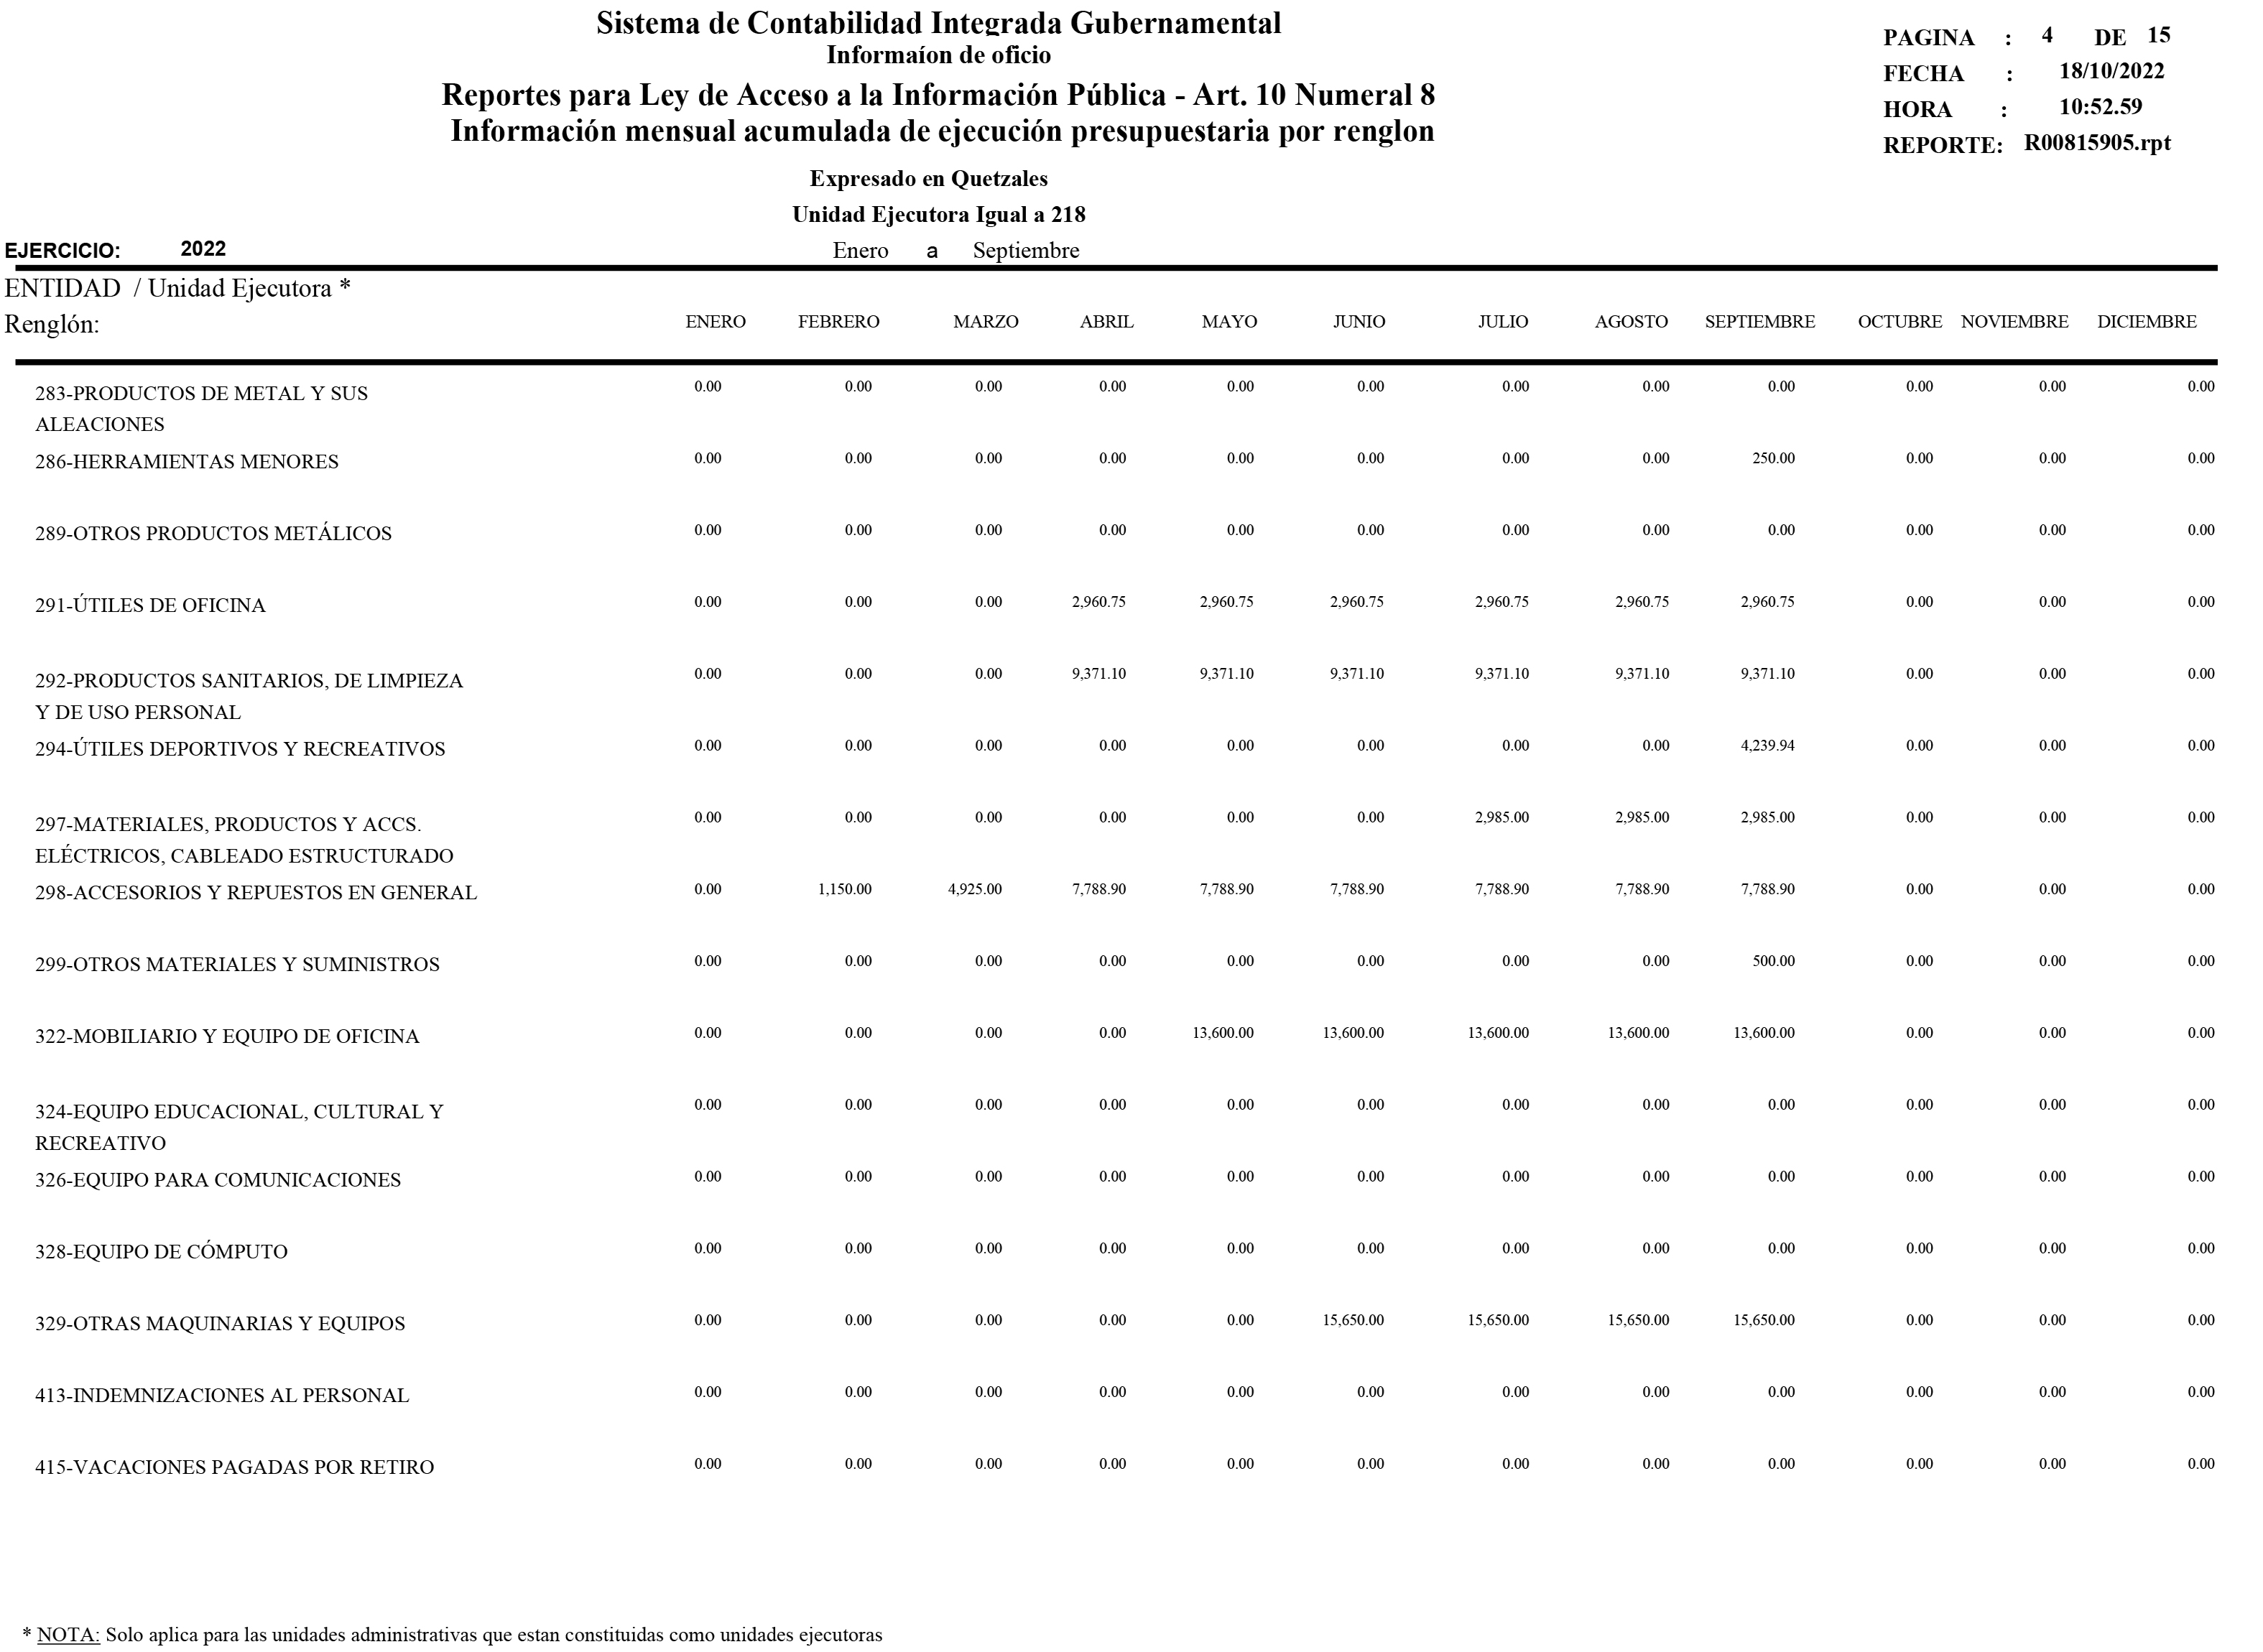 Sistema de Contabilidad Integrada Gubernamental
Informaíon de oficio
Reportes para Ley de Acceso a la Información Pública - Art. 10 Numeral 8
Información mensual acumulada de ejecución presupuestaria por renglon
PAGINA : 4 DE 15
FECHA : 18/10/2022
HORA : 10:52.59
REPORTE: R00815905.rpt
Expresado en Quetzales
Unidad Ejecutora Igual a 218
EJERCICIO: 2022 Enero a Septiembre
ENTIDAD / Unidad Ejecutora *
Renglón: ENERO FEBRERO MARZO ABRIL MAYO JUNIO JULIO AGOSTO SEPTIEMBRE OCTUBRE NOVIEMBRE DICIEMBRE
283-PRODUCTOS DE METAL Y SUS 0.00 0.00 0.00 0.00 0.00 0.00 0.00 0.00 0.00 0.00 0.00 0.00
ALEACIONES
286-HERRAMIENTAS MENORES 0.00 0.00 0.00 0.00 0.00 0.00 0.00 0.00 250.00 0.00 0.00 0.00
289-OTROS PRODUCTOS METÁLICOS 0.00 0.00 0.00 0.00 0.00 0.00 0.00 0.00 0.00 0.00 0.00 0.00
291-ÚTILES DE OFICINA 0.00 0.00 0.00 2,960.75 2,960.75 2,960.75 2,960.75 2,960.75 2,960.75 0.00 0.00 0.00
292-PRODUCTOS SANITARIOS, DE LIMPIEZA 0.00 0.00 0.00 9,371.10 9,371.10 9,371.10 9,371.10 9,371.10 9,371.10 0.00 0.00 0.00
Y DE USO PERSONAL
294-ÚTILES DEPORTIVOS Y RECREATIVOS 0.00 0.00 0.00 0.00 0.00 0.00 0.00 0.00 4,239.94 0.00 0.00 0.00
297-MATERIALES, PRODUCTOS Y ACCS. 0.00 0.00 0.00 0.00 0.00 0.00 2,985.00 2,985.00 2,985.00 0.00 0.00 0.00
ELÉCTRICOS, CABLEADO ESTRUCTURADO
298-ACCESORIOS Y REPUESTOS EN GENERAL 0.00 1,150.00 4,925.00 7,788.90 7,788.90 7,788.90 7,788.90 7,788.90 7,788.90 0.00 0.00 0.00
299-OTROS MATERIALES Y SUMINISTROS 0.00 0.00 0.00 0.00 0.00 0.00 0.00 0.00 500.00 0.00 0.00 0.00
322-MOBILIARIO Y EQUIPO DE OFICINA 0.00 0.00 0.00 0.00 13,600.00 13,600.00 13,600.00 13,600.00 13,600.00 0.00 0.00 0.00
324-EQUIPO EDUCACIONAL, CULTURAL Y 0.00 0.00 0.00 0.00 0.00 0.00 0.00 0.00 0.00 0.00 0.00 0.00
RECREATIVO
326-EQUIPO PARA COMUNICACIONES 0.00 0.00 0.00 0.00 0.00 0.00 0.00 0.00 0.00 0.00 0.00 0.00
328-EQUIPO DE CÓMPUTO 0.00 0.00 0.00 0.00 0.00 0.00 0.00 0.00 0.00 0.00 0.00 0.00
329-OTRAS MAQUINARIAS Y EQUIPOS 0.00 0.00 0.00 0.00 0.00 15,650.00 15,650.00 15,650.00 15,650.00 0.00 0.00 0.00
413-INDEMNIZACIONES AL PERSONAL 0.00 0.00 0.00 0.00 0.00 0.00 0.00 0.00 0.00 0.00 0.00 0.00
415-VACACIONES PAGADAS POR RETIRO 0.00 0.00 0.00 0.00 0.00 0.00 0.00 0.00 0.00 0.00 0.00 0.00
* NOTA: Solo aplica para las unidades administrativas que estan constituidas como unidades ejecutoras